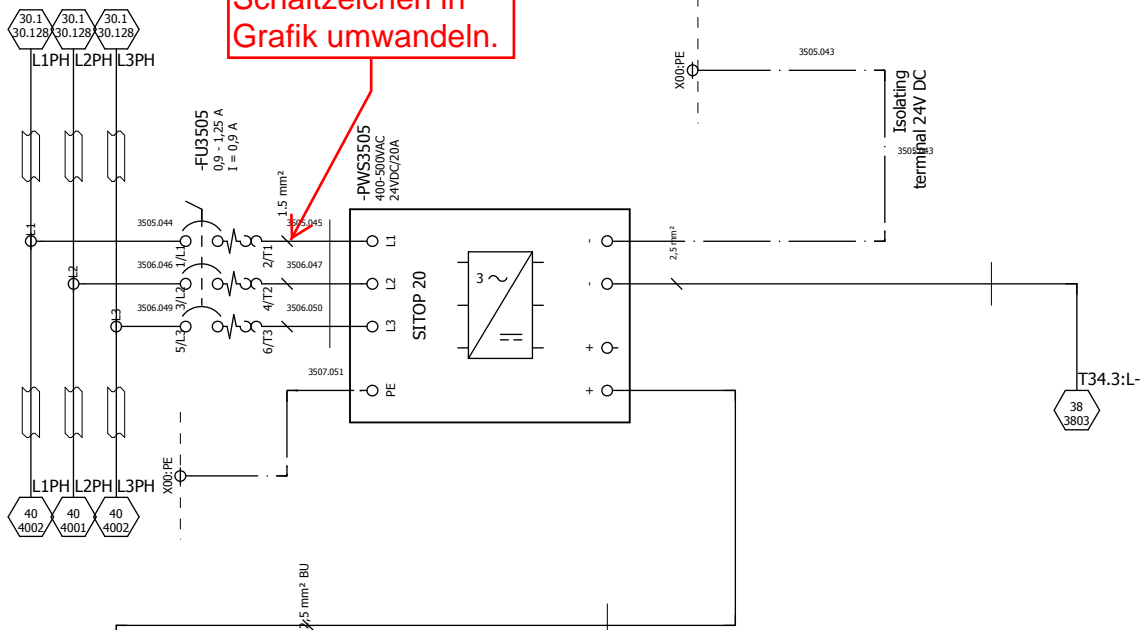 Schaltzeichen in
Grafik umwandeln.
30.1
30.128
30.1
30.128
30.1
30.128
L1PH
L2PH
L3PH
-FU3505
0,9 - 1,25 A
I = 0,9 A
-PWS3505
400-500VAC
24VDC/20A
X00:PE
3505.043
Isolating
terminal 24V DC
3505.043
1.5 mm²
3505.044
3505.045
L1
1/L1
2/T1
L1
-
2,5 mm²
3506.046
3506.047
L2
3/L2
4/T2
L2
-
3506.049
3506.050
L3
5/L3
6/T3
L3
+
SITOP 20
3 ~
3507.051
PE
+
T34.3:L-
38
3803
X00:PE
L1PH
L2PH
L3PH
40
4002
40
4001
40
4002
2,5 mm² BU